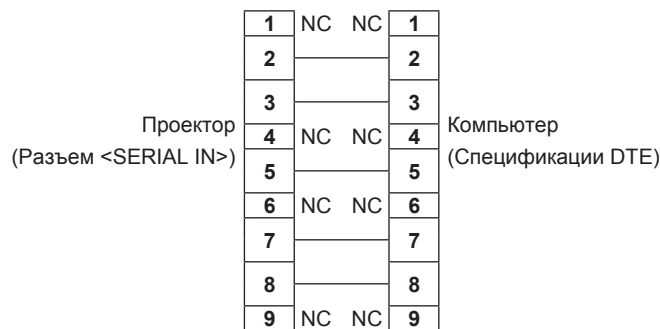 1 NC NC 1
2 2
3 3
Проектор
(Разъем <SERIAL IN>)
4 NC NC 4
Компьютер
(Спецификации DTE)
5 5
6 NC NC 6
7 7
8 8
9 NC NC 9